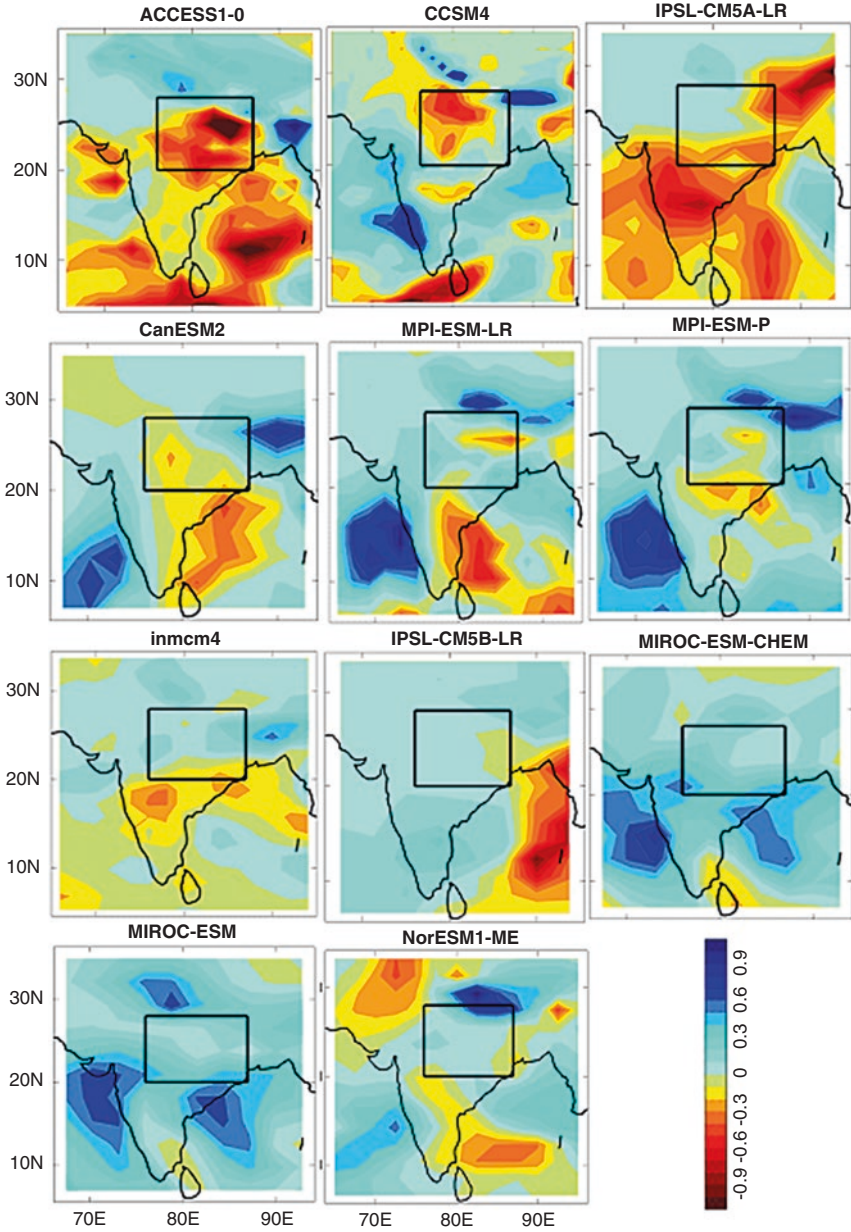 ACCESS1-0 CCSM4 IPSL-CM5A-LR
30N
20N
10N
CanESM2 MPI-ESM-LR MPI-ESM-P
30N
20N
10N
inmcm4 IPSL-CM5B-LR MIROC-ESM-CHEM
30N
20N
10N
MIROC-ESM NorESM1-ME
30N
20N
10N
0.9
0.6
0.3
0
-0.3
-0.6
-0.9
70E 80E 90E 70E 80E 90E